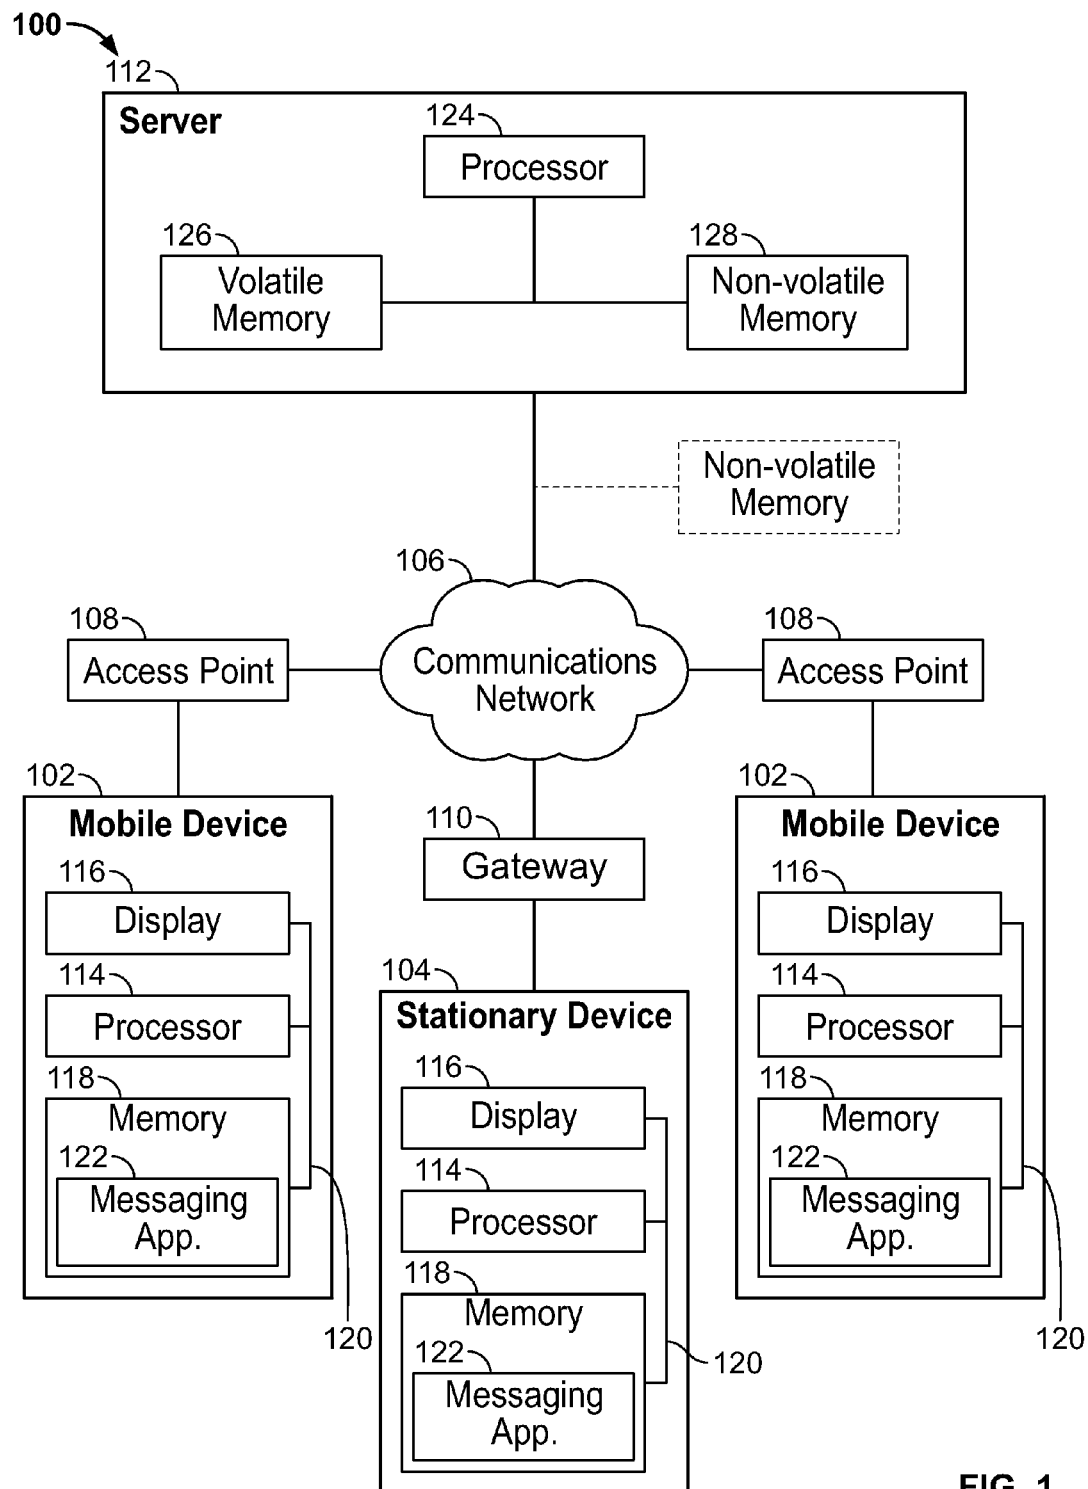 100
112
Server
124
Processor
126
Volatile
Memory
128
Non-volatile
Memory
Non-volatile
Memory
106
Communications
Network
108
Access Point
108
Access Point
102
Mobile Device
116
Display
114
Processor
118
Memory
122
Messaging
App.
120
110
Gateway
104
Stationary Device
116
Display
114
Processor
118
Memory
122
Messaging
App.
120
102
Mobile Device
116
Display
114
Processor
118
Memory
122
Messaging
App.
120
FIG. 1